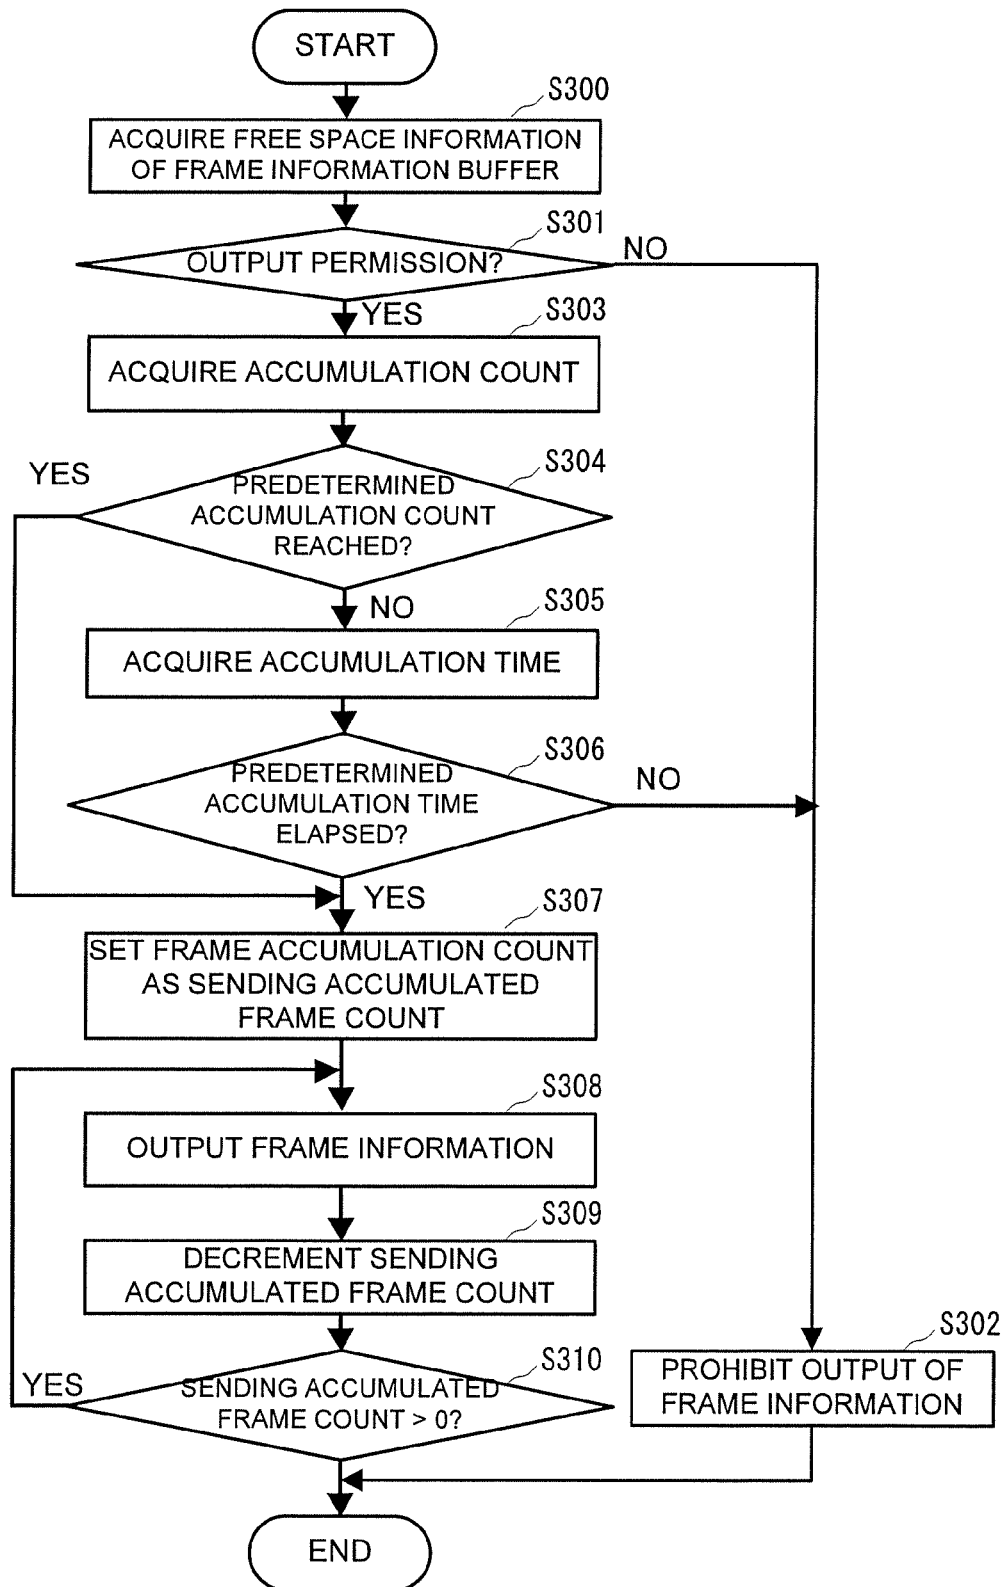 START
S300
ACQUIRE FREE SPACE INFORMATION
OF FRAME INFORMATION BUFFER
S301
OUTPUT PERMISSION?
NO
YES
S303
ACQUIRE ACCUMULATION COUNT
S304
YES
PREDETERMINED
ACCUMULATION COUNT
REACHED?
NO
S305
ACQUIRE ACCUMULATION TIME
S306
PREDETERMINED
ACCUMULATION TIME
ELAPSED?
NO
YES
S307
SET FRAME ACCUMULATION COUNT
AS SENDING ACCUMULATED
FRAME COUNT
S308
OUTPUT FRAME INFORMATION
S309
DECREMENT SENDING
ACCUMULATED FRAME COUNT
S310
YES
SENDING ACCUMULATED
FRAME COUNT > 0?
S302
PROHIBIT OUTPUT OF
FRAME INFORMATION
END